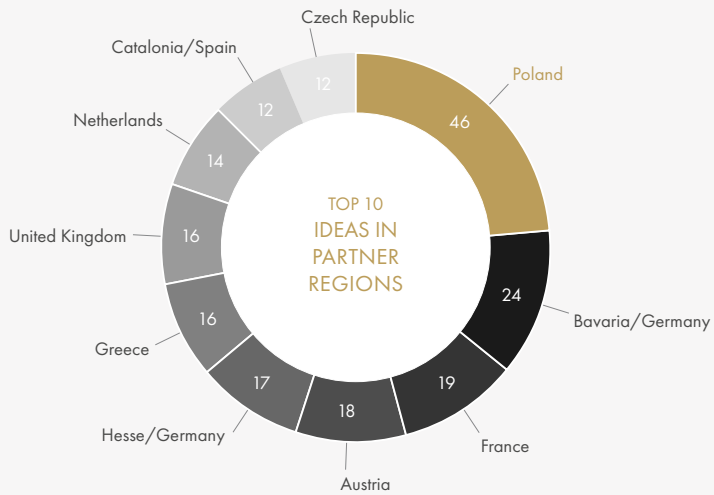 Czech Republic
12
Poland
46
Bavaria/Germany
24
France
19
Austria
18
Hesse/Germany
17
Greece
16
United Kingdom
16
Netherlands
14
Catalonia/Spain
12
TOP 10
IDEAS IN
PARTNER
REGIONS